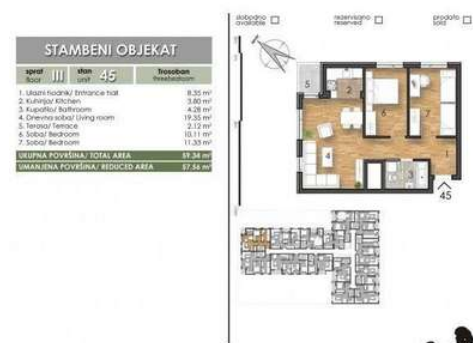 STAMBENI OBJEKAT
sprat floor III stan unit 45 Trosoban threebedroom
1. Ulazni hodnik/ Entrance hall 8.35 m²
2. Kuhinja/ Kitchen 3.80 m²
3. Kupatilo/ Bathroom 4.28 m²
4. Dnevna soba/ Living room 19.35 m²
5. Terasa/ Terrace 2.12 m²
6. Soba/ Bedroom 10.11 m²
7. Soba/ Bedroom 11.33 m²
UKUPNA POVRŠINA/ TOTAL AREA 59.34 m²
UMANJENA POVRŠINA/ REDUCED AREA 57.56 m²
slobodno available
rezervisano reserved
prodato sold
5
2
6
7
4
3
1
45